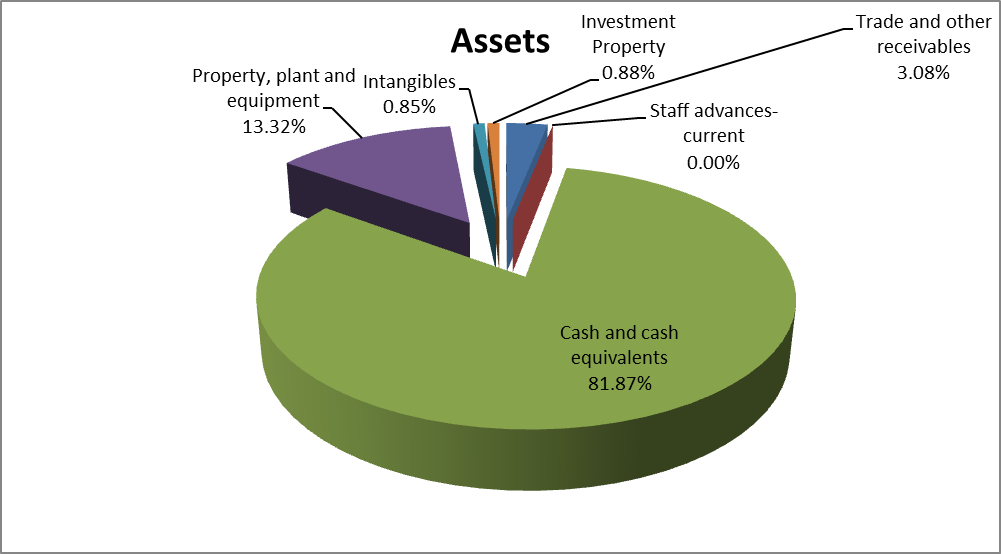 Assets
Investment
Property
0.88%
Trade and other
receivables
3.08%
Property, plant and
equipment
13.32%
Intangibles
0.85%
Staff advances-
current
0.00%
Cash and cash
equivalents
81.87%